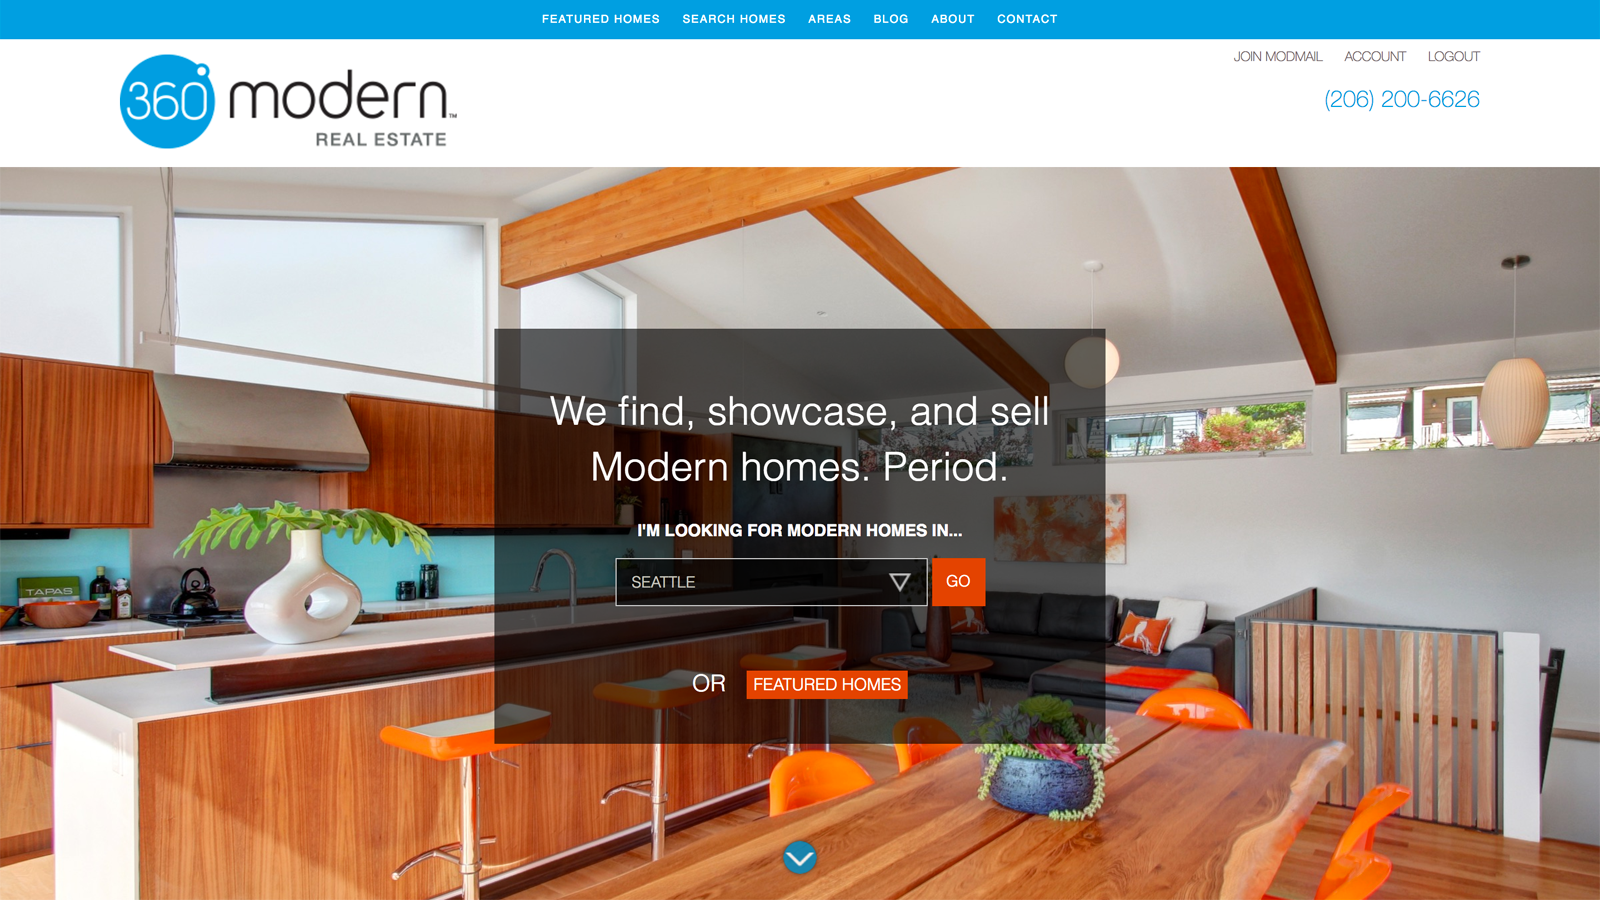 FEATURED HOMES SEARCH HOMES AREAS BLOG ABOUT CONTACT
JOIN MODMAIL ACCOUNT LOGOUT
(206) 200-6626
360° modern™
REAL ESTATE
We find, showcase, and sell
Modern homes. Period.
I'M LOOKING FOR MODERN HOMES IN...
SEATTLE
GO
OR FEATURED HOMES
TAPAS